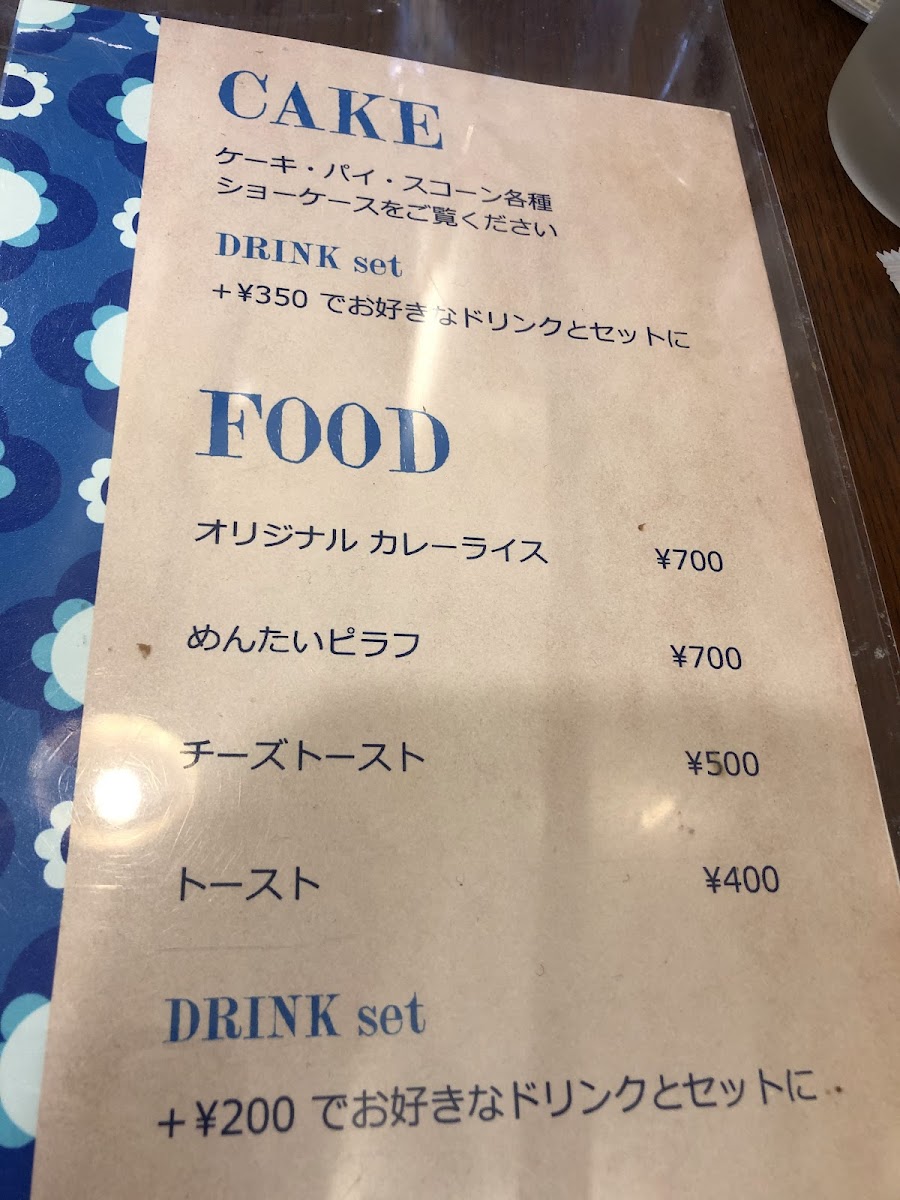 CAKE
ケーキ・パイ・スコーン各種
ショーケースをご覧ください
DRINK set
+¥350 でお好きなドリンクとセットに
FOOD
オリジナル カレーライス ¥700
めんたいピラフ ¥700
チーズトースト ¥500
トースト ¥400
DRINK set
+¥200 でお好きなドリンクとセットに